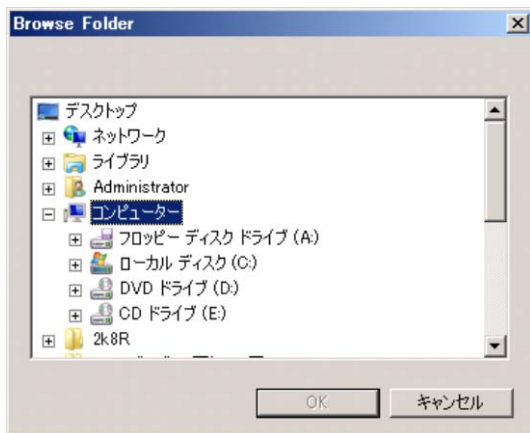 Browse Folder
デスクトップ
ネットワーク
ライブラリ
Administrator
コンピューター
フロッピー ディスク ドライブ (A:)
ローカル ディスク (C:)
DVD ドライブ (D:)
CD ドライブ (E:)
2k8R
OK
キャンセル